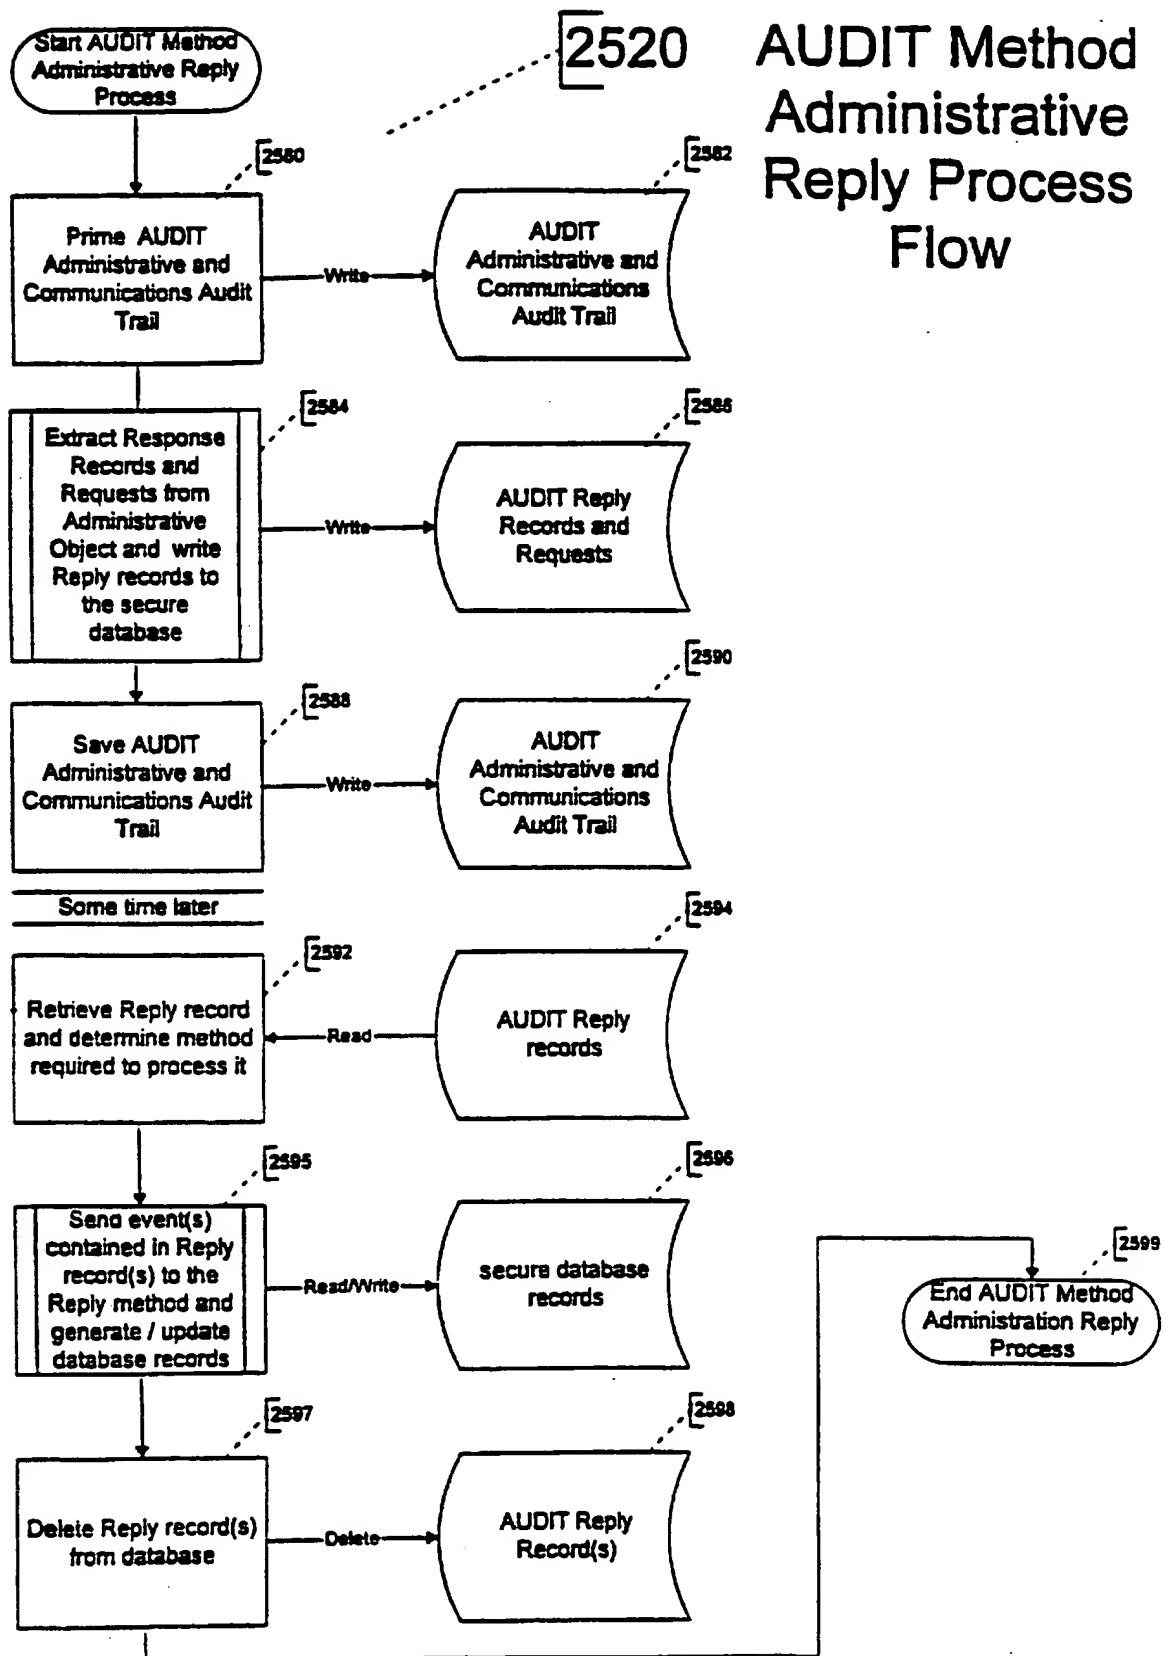 2520
AUDIT Method
Administrative
Reply Process
Flow
Start AUDIT Method
Administrative Reply
Process
2580
Prime AUDIT
Administrative and
Communications Audit
Trail
Write
2582
AUDIT
Administrative and
Communications
Audit Trail
2584
Extract Response
Records and
Requests from
Administrative
Object and write
Reply records to
the secure
database
Write
2586
AUDIT Reply
Records and
Requests
2588
Save AUDIT
Administrative and
Communications Audit
Trail
Write
2590
AUDIT
Administrative and
Communications
Audit Trail
Some time later
2592
Retrieve Reply record
and determine method
required to process it
Read
2594
AUDIT Reply
records
2595
Send event(s)
contained in Reply
record(s) to the
Reply method and
generate / update
database records
Read/Write
2596
secure database
records
2597
Delete Reply record(s)
from database
Delete
2598
AUDIT Reply
Record(s)
2599
End AUDIT Method
Administration Reply
Process